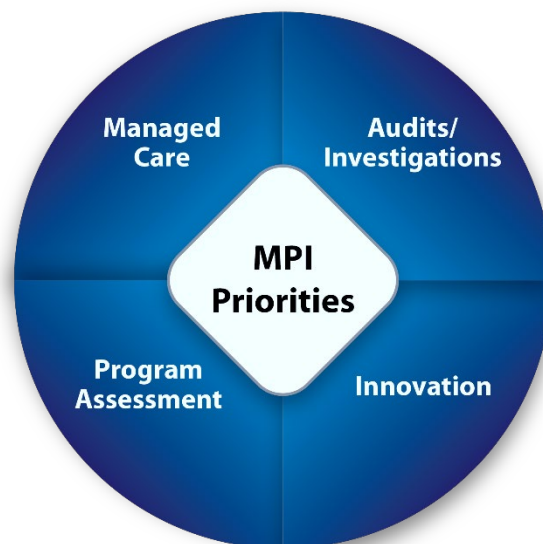 Managed
Care
Audits/
Investigations
MPI
Priorities
Program
Assessment
Innovation